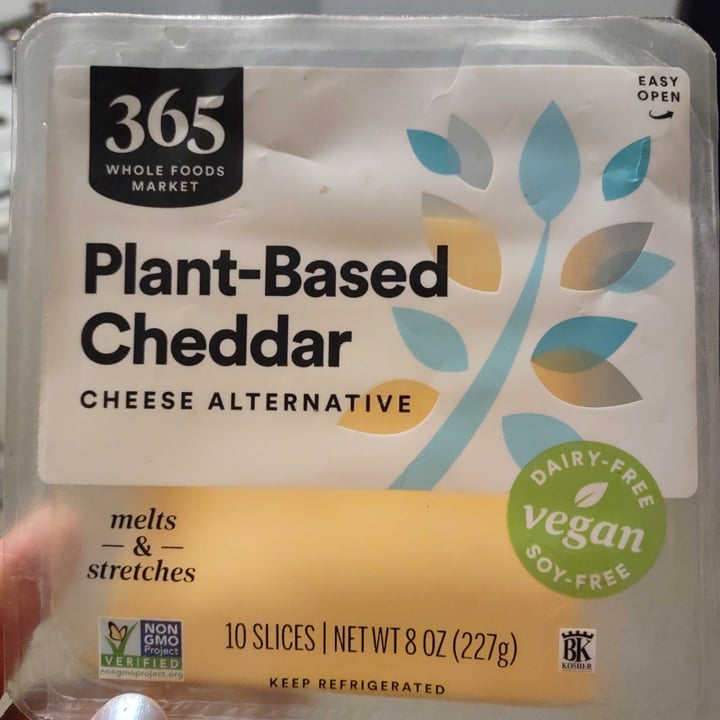 365
WHOLE FOODS
MARKET
EASY
OPEN
Plant-Based
Cheddar
CHEESE ALTERNATIVE
DAIRY-FREE
vegan
SOY-FREE
melts
— & —
stretches
NON
GMO
Project
VERIFIED
nongmoproject.org
10 SLICES | NET WT 8 OZ (227g)
BK
KOSHER
KEEP REFRIGERATED